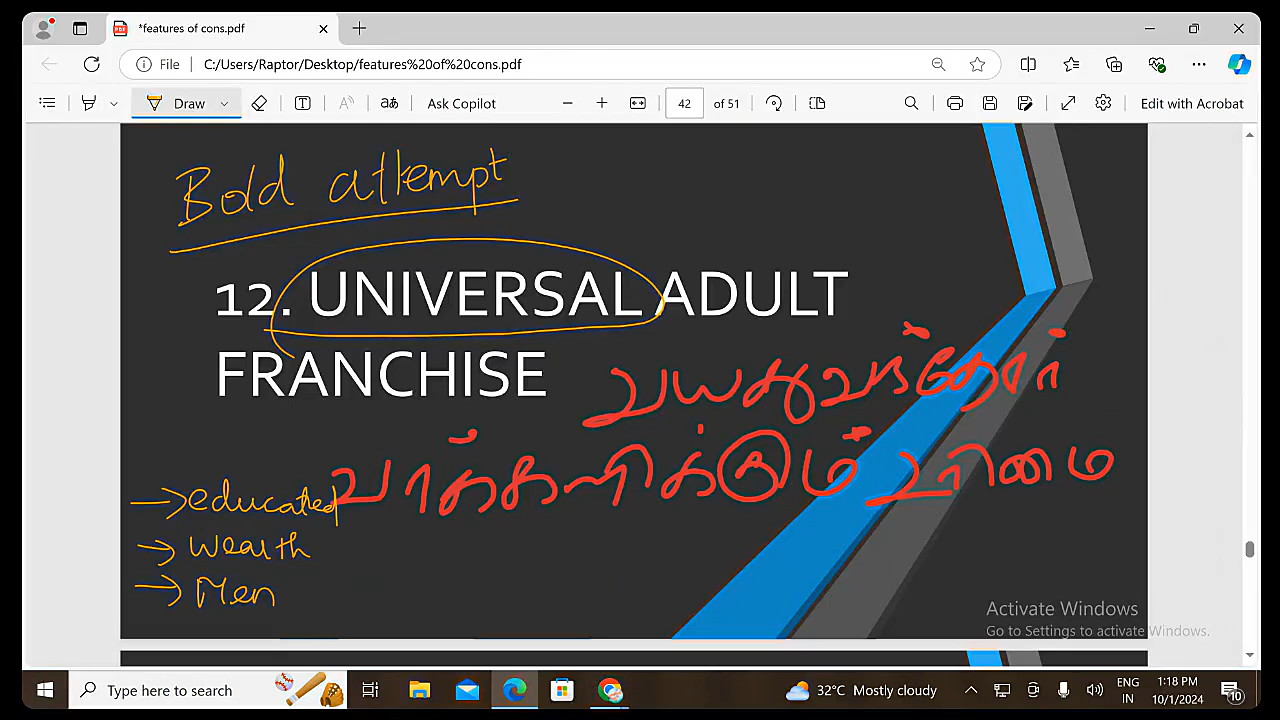 *features of cons.pdf
File C:/Users/Raptor/Desktop/features%20of%20cons.pdf
Draw Ask Copilot 42 of 51 Edit with Acrobat
Bold attempt
12. UNIVERSAL ADULT
FRANCHISE
வயதுவந்தோர்
வாக்களிக்கும் உரிமை
→ educated
→ wealth
→ Men
Activate Windows
Go to Settings to activate Windows.
Type here to search
32°C Mostly cloudy
ENG
IN
1:18 PM
10/1/2024
10